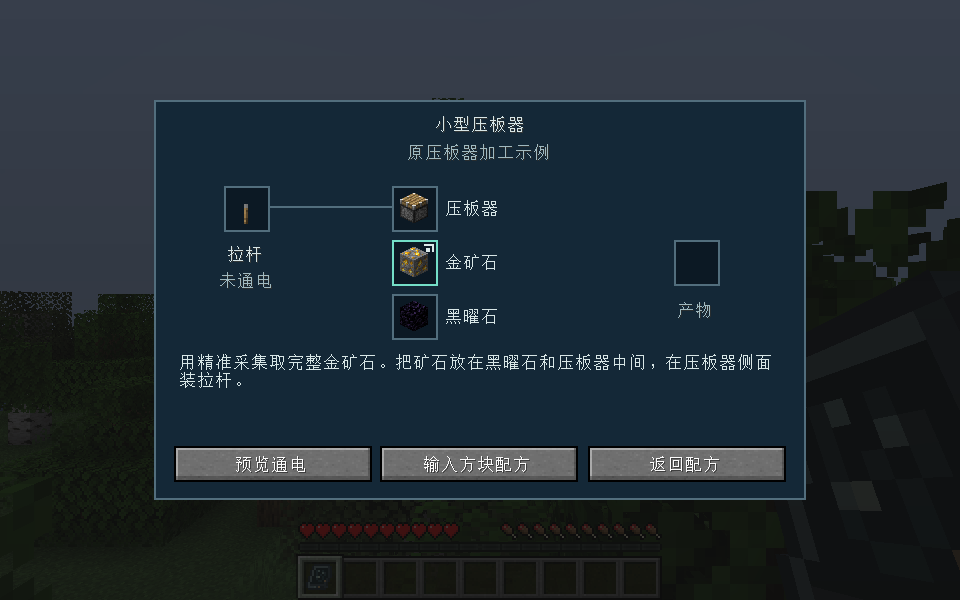 小型压板器
原压板器加工示例
压板器
拉杆
未通电
金矿石
产物
黑曜石
用精准采集取完整金矿石。把矿石放在黑曜石和压板器中间，在压板器侧面
装拉杆。
预览通电
输入方块配方
返回配方